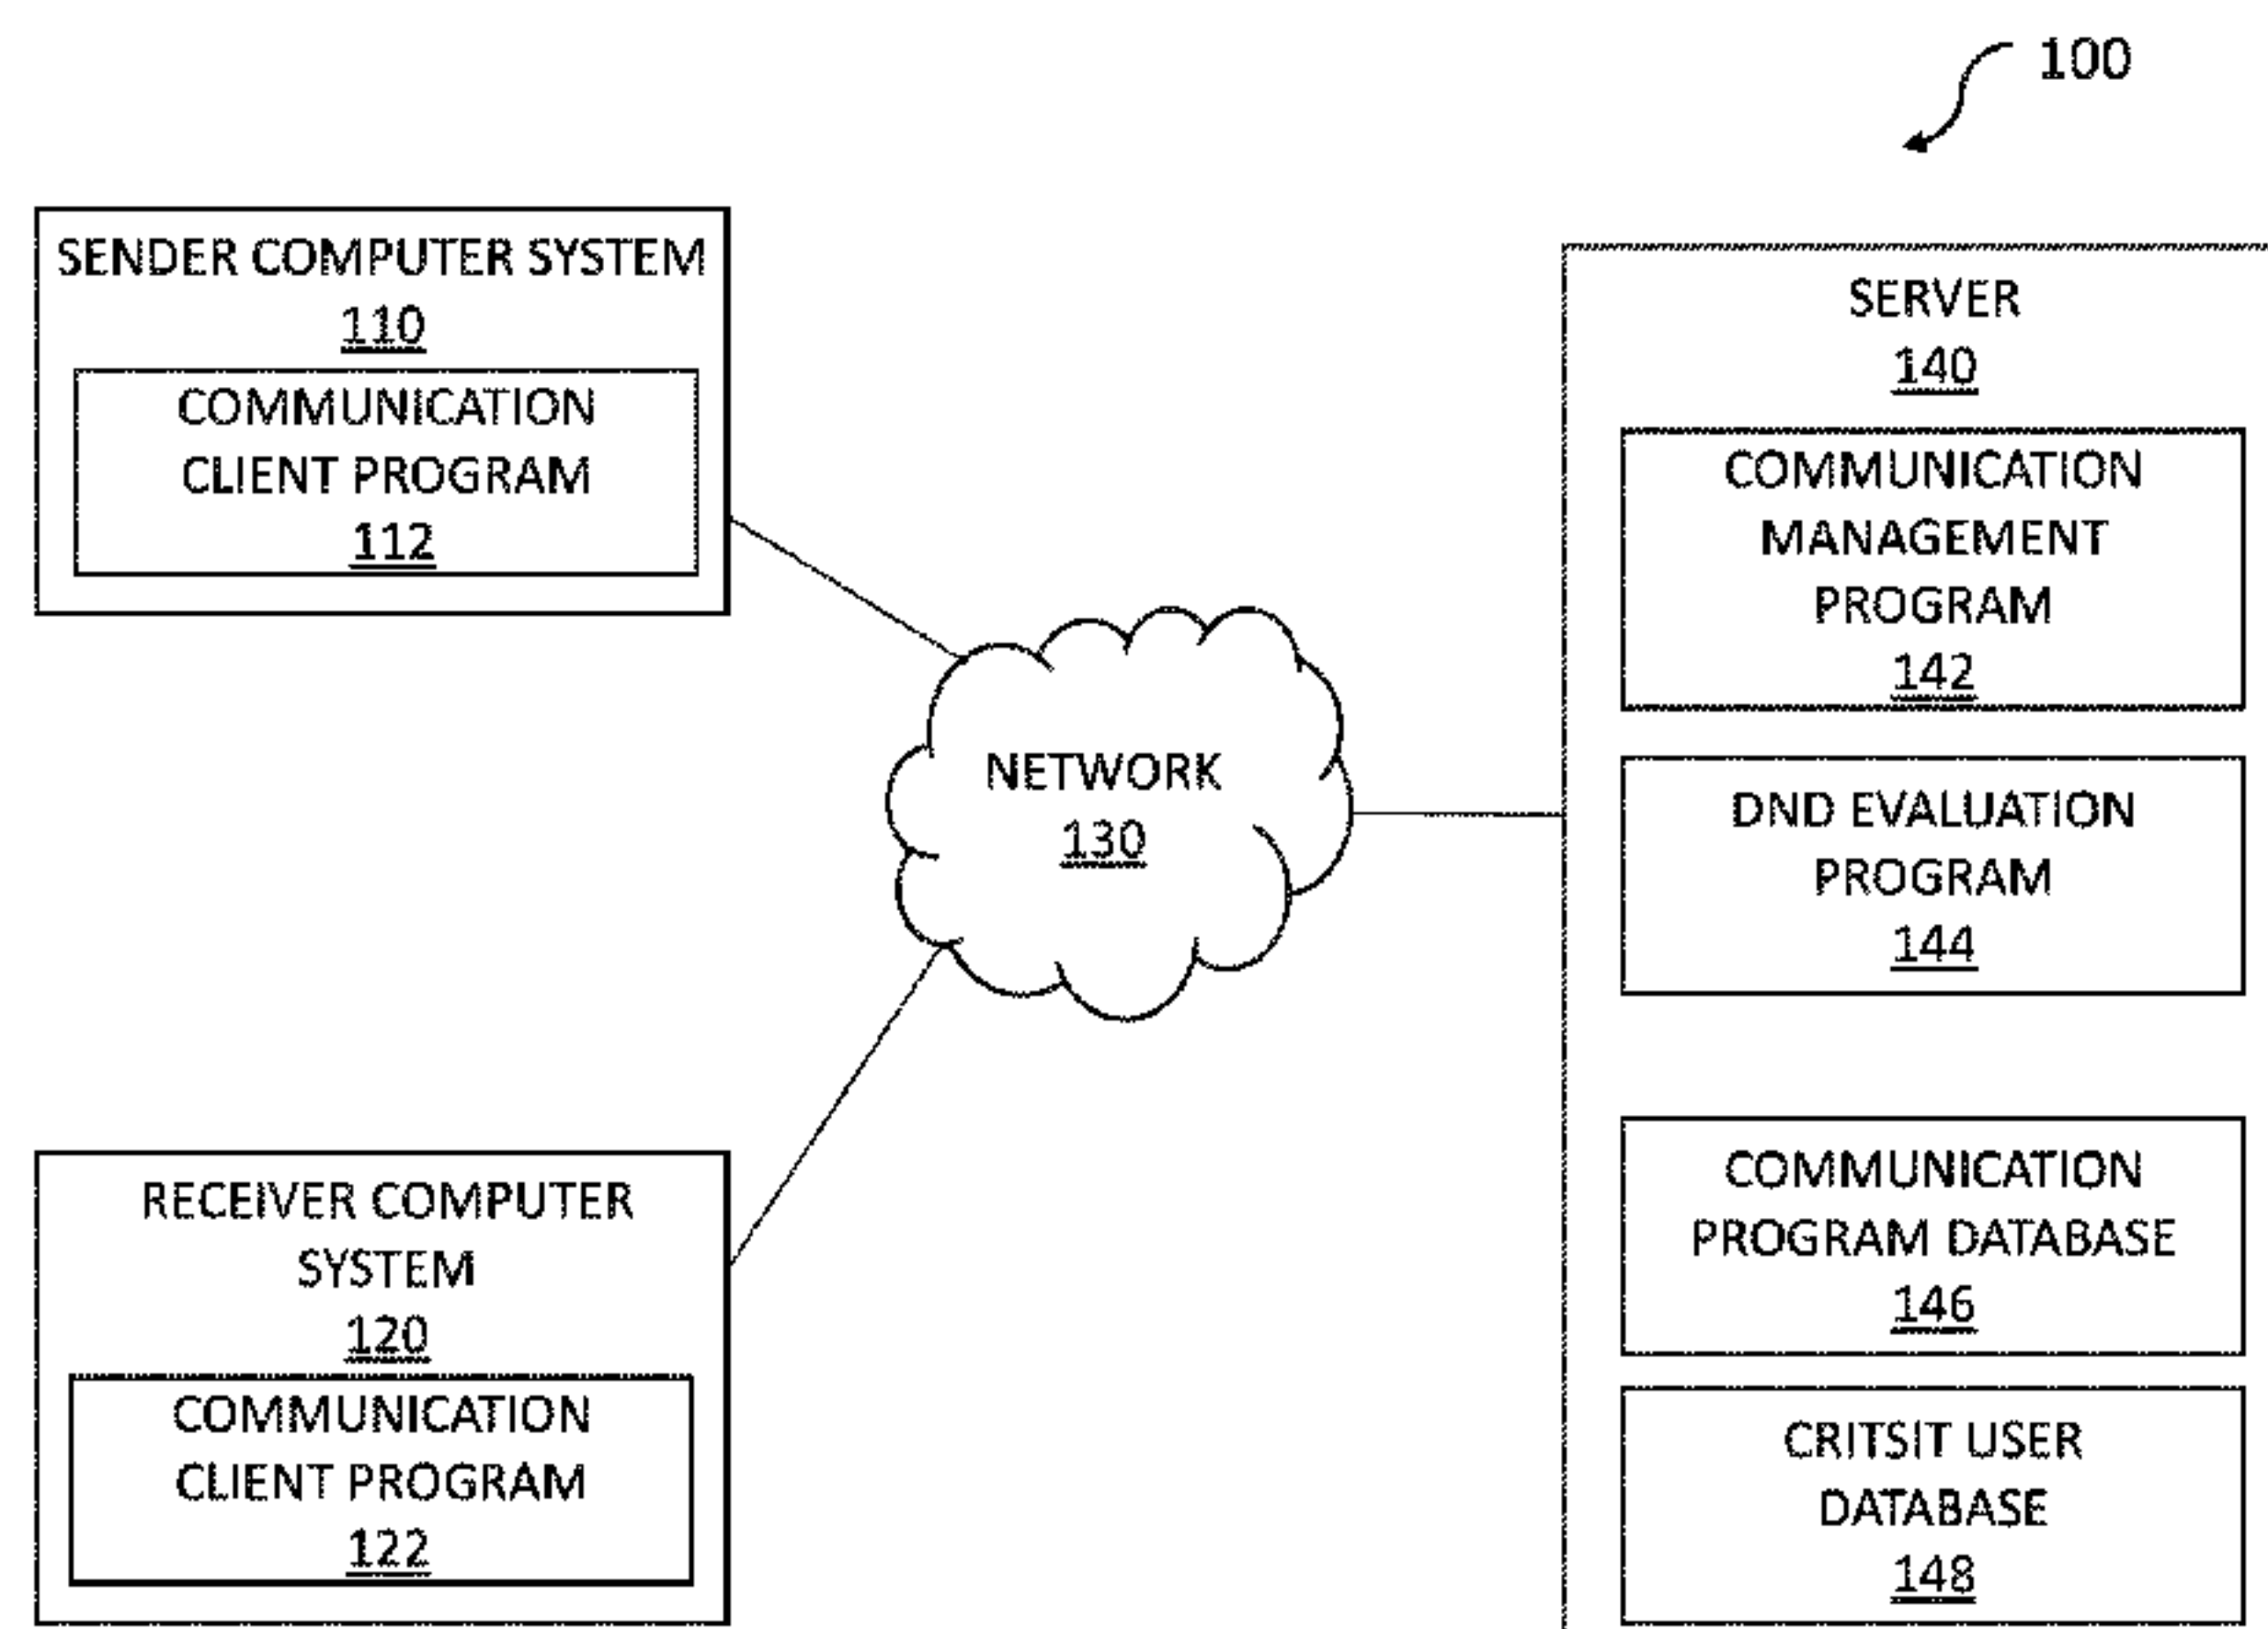 100
SENDER COMPUTER SYSTEM
110
COMMUNICATION
CLIENT PROGRAM
112
SERVER
140
COMMUNICATION
MANAGEMENT
PROGRAM
142
NETWORK
130
DND EVALUATION
PROGRAM
144
RECEIVER COMPUTER
SYSTEM
120
COMMUNICATION
CLIENT PROGRAM
122
COMMUNICATION
PROGRAM DATABASE
146
CRITSIT USER
DATABASE
148